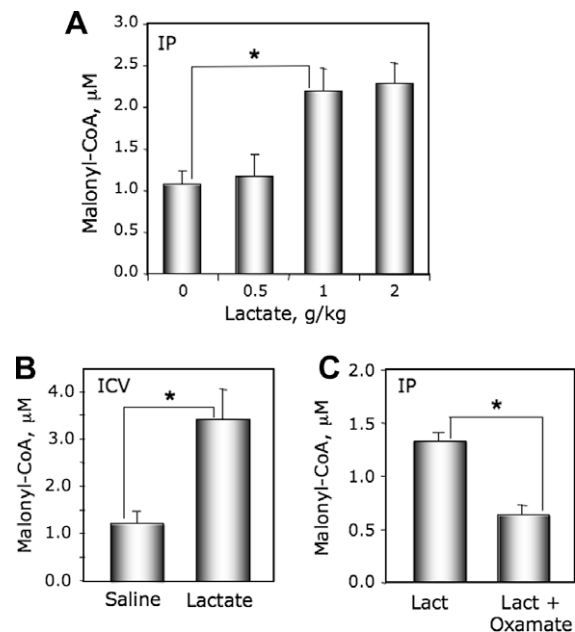 A
IP
*
Malonyl-CoA, µM
3.0
2.5
2.0
1.5
1.0
0.5
0.0
0 0.5 1 2
Lactate, g/kg
B
ICV
*
Malonyl-CoA, µM
4.0
3.0
2.0
1.0
0.0
Saline Lactate
C
IP
*
Malonyl-CoA, µM
2.0
1.5
1.0
0.5
0.0
Lact Lact +
Oxamate